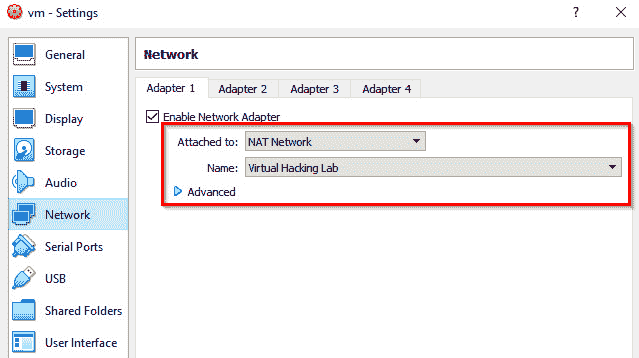 vm - Settings
?
General
System
Display
Storage
Audio
Network
Serial Ports
USB
Shared Folders
User Interface
Network
Adapter 1 Adapter 2 Adapter 3 Adapter 4
Enable Network Adapter
Attached to: NAT Network
Name: Virtual Hacking Lab
Advanced